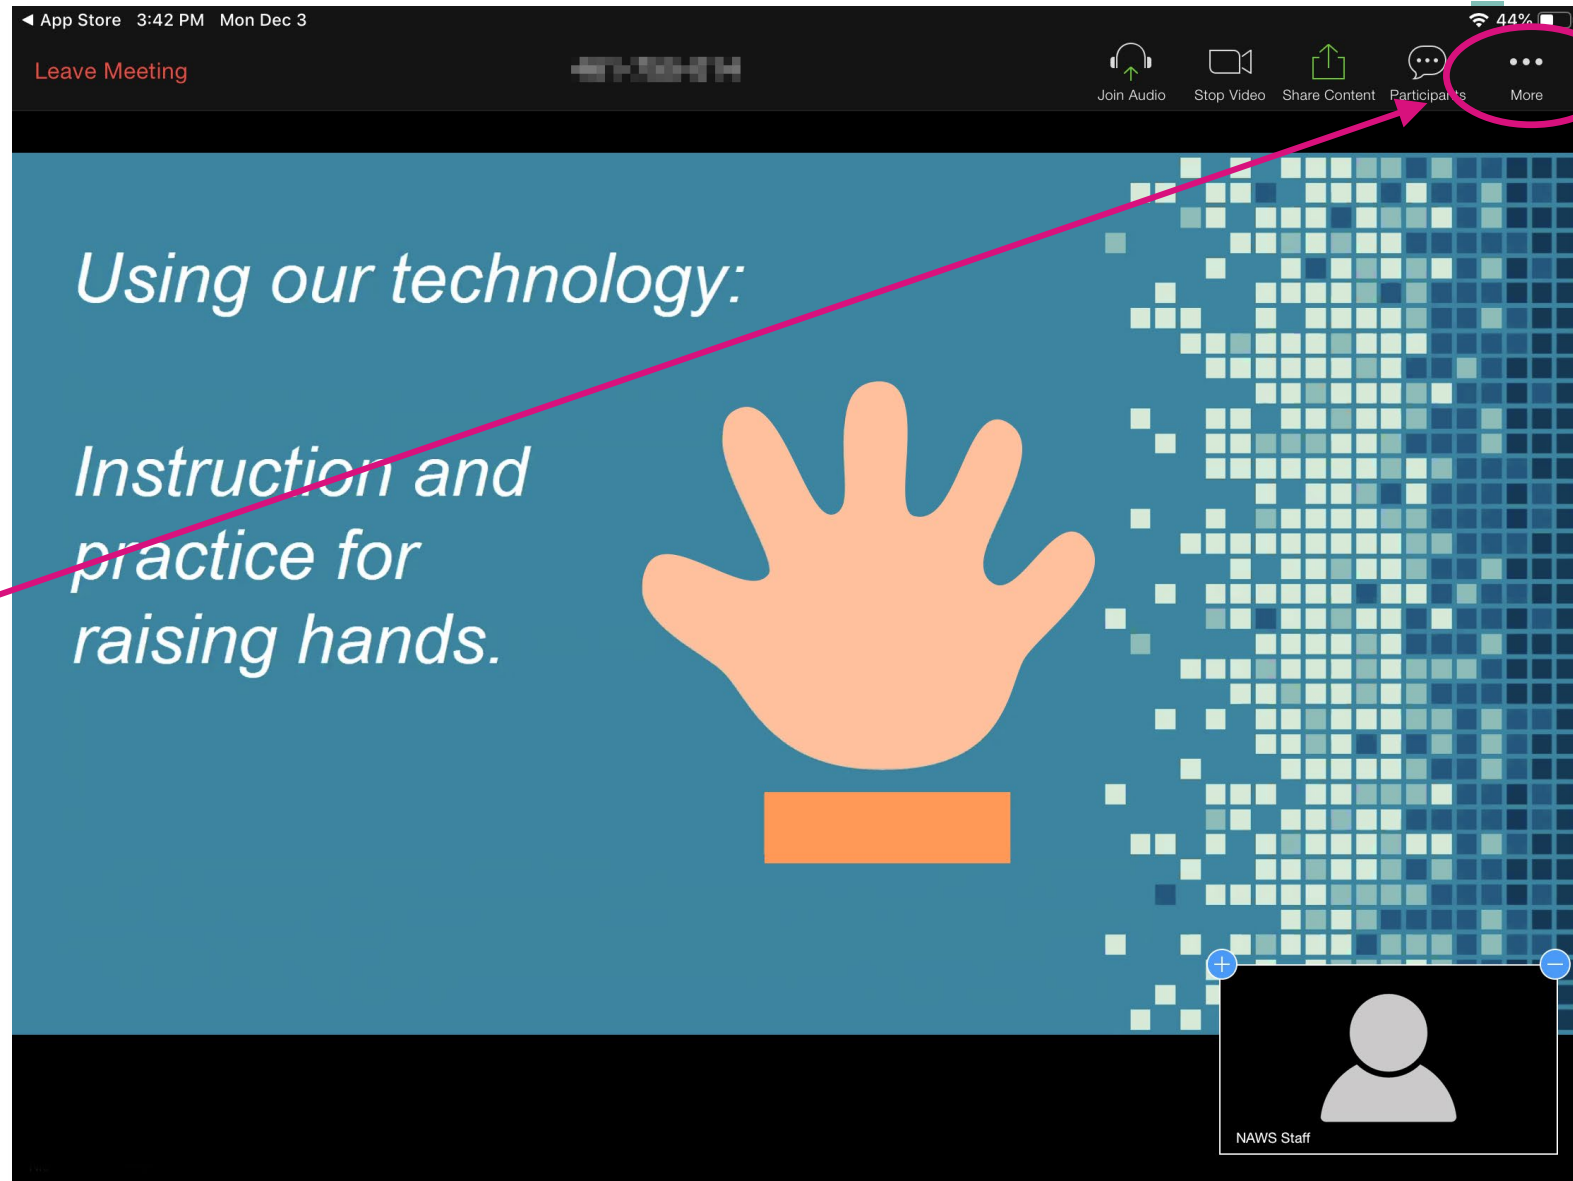 App Store 3:42 PM Mon Dec 3 44%
Leave Meeting
Join Audio Stop Video Share Content Participants More
Using our technology:
Instruction and
practice for
raising hands.
NAWS Staff